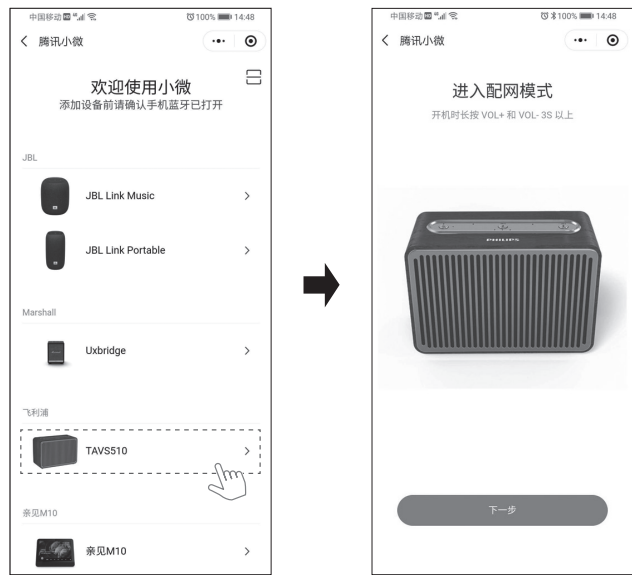 中国移动 HD 14:48
100%
腾讯小微
欢迎使用小微
添加设备前请确认手机蓝牙已打开
JBL
JBL Link Music
JBL Link Portable
Marshall
Uxbridge
飞利浦
TAVS510
亲见M10
亲见M10
中国移动 HD 14:48
100%
腾讯小微
进入配网模式
开机时长按 VOL+ 和 VOL- 3S 以上
PHILIPS
下一步